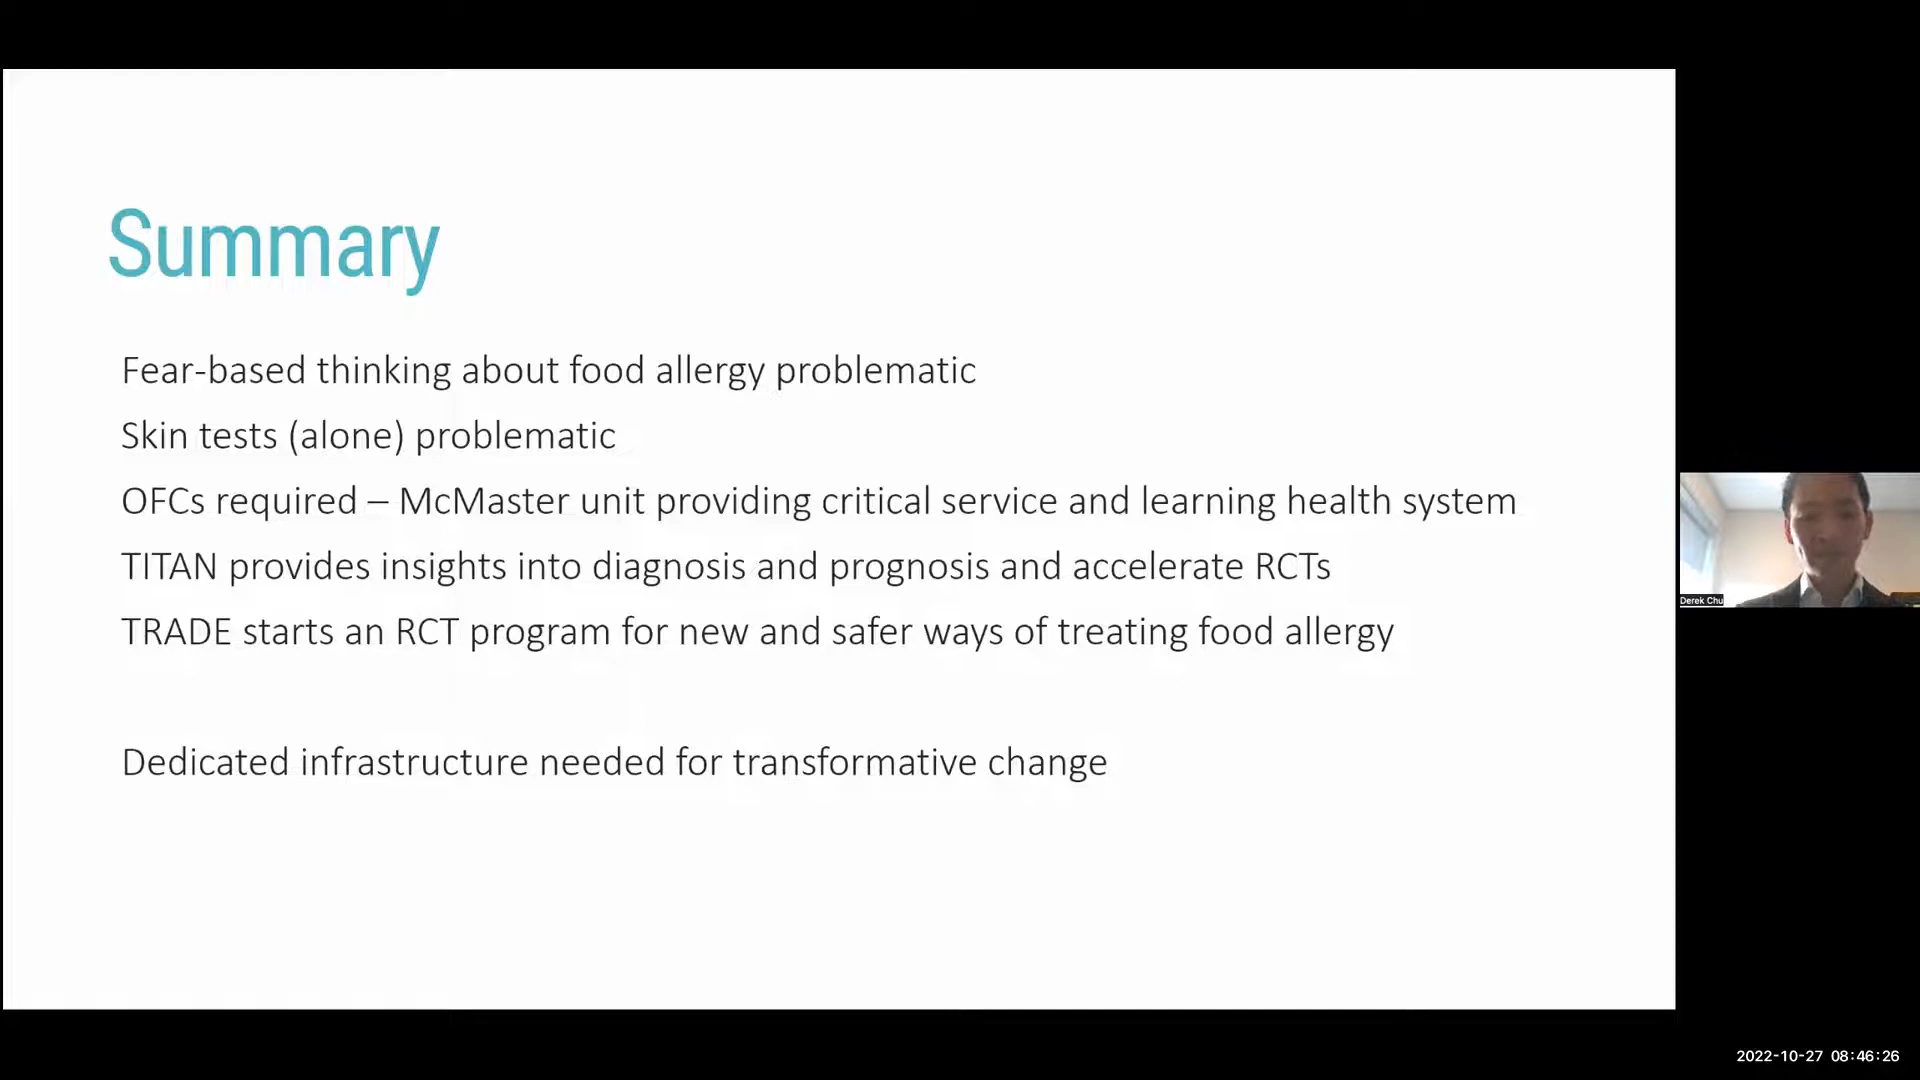 Summary
Fear-based thinking about food allergy problematic
Skin tests (alone) problematic
OFCs required – McMaster unit providing critical service and learning health system
TITAN provides insights into diagnosis and prognosis and accelerate RCTs
TRADE starts an RCT program for new and safer ways of treating food allergy
Dedicated infrastructure needed for transformative change
Derek Chu
2022-10-27 08:46:26